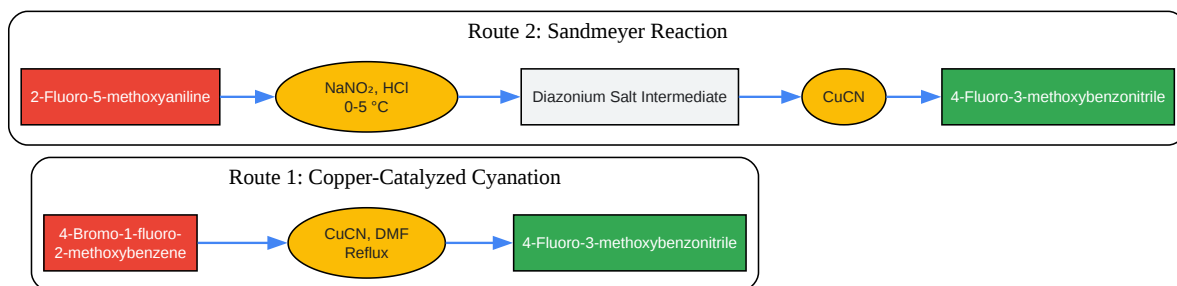 Route 2: Sandmeyer Reaction
2-Fluoro-5-methoxyaniline
NaNO₂, HCl
0-5 °C
Diazonium Salt Intermediate
CuCN
4-Fluoro-3-methoxybenzonitrile
Route 1: Copper-Catalyzed Cyanation
4-Bromo-1-fluoro-
2-methoxybenzene
CuCN, DMF
Reflux
4-Fluoro-3-methoxybenzonitrile